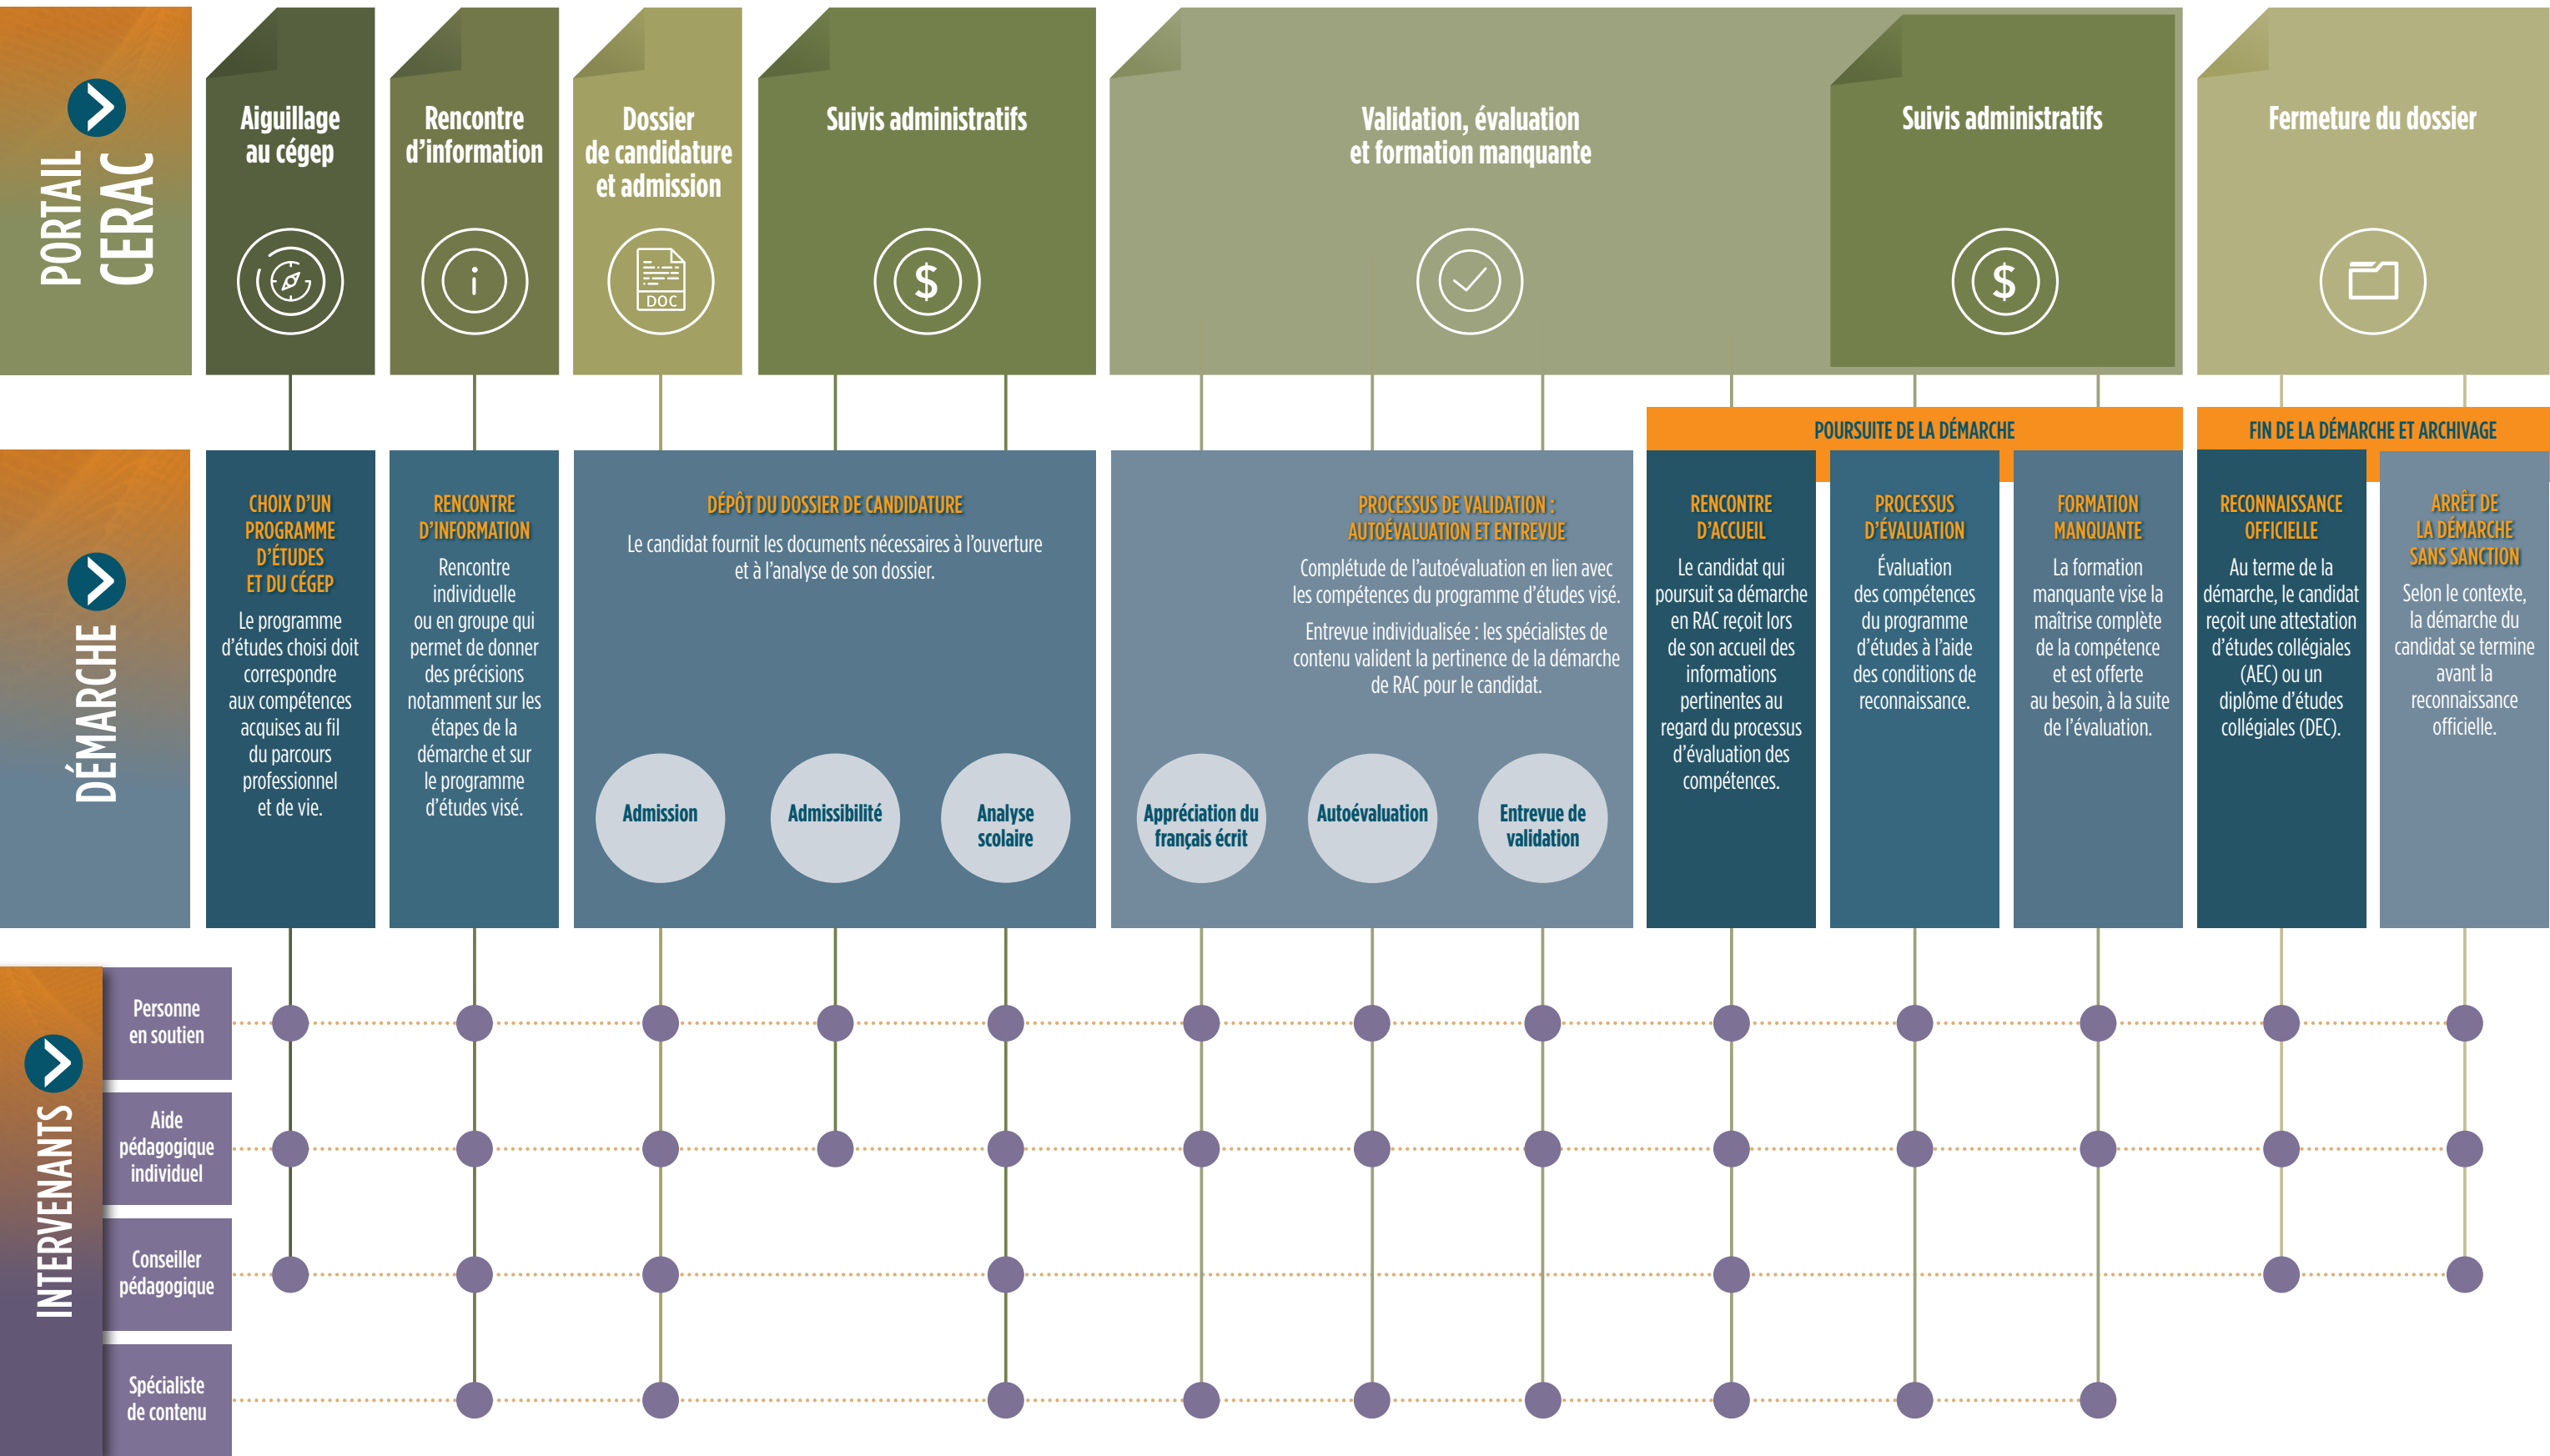 PORTAIL
CERAC
Aiguillage
au cégep
Rencontre
d’information
Dossier
de candidature
et admission
DOC
Suivis administratifs
$
Validation, évaluation
et formation manquante
Suivis administratifs
$
Fermeture du dossier
DÉMARCHE
CHOIX D’UN
PROGRAMME
D’ÉTUDES
ET DU CÉGEP
Le programme
d’études choisi doit
correspondre
aux compétences
acquises au fil
du parcours
professionnel
et de vie.
RENCONTRE
D’INFORMATION
Rencontre
individuelle
ou en groupe qui
permet de donner
des précisions
notamment sur les
étapes de la
démarche et sur
le programme
d’études visé.
DÉPÔT DU DOSSIER DE CANDIDATURE
Le candidat fournit les documents nécessaires à l’ouverture
et à l’analyse de son dossier.
Admission
Admissibilité
Analyse
scolaire
PROCESSUS DE VALIDATION :
AUTOÉVALUATION ET ENTREVUE
Complétude de l’autoévaluation en lien avec
les compétences du programme d’études visé.
Entrevue individualisée : les spécialistes de
contenu valident la pertinence de la démarche
de RAC pour le candidat.
Appréciation du
français écrit
Autoévaluation
Entrevue de
validation
POURSUITE DE LA DÉMARCHE
RENCONTRE
D’ACCUEIL
Le candidat qui
poursuit sa démarche
en RAC reçoit lors
de son accueil des
informations
pertinentes au
regard du processus
d’évaluation des
compétences.
PROCESSUS
D’ÉVALUATION
Évaluation
des compétences
du programme
d’études à l’aide
des conditions de
reconnaissance.
FORMATION
MANQUANTE
La formation
manquante vise la
maîtrise complète
de la compétence
et est offerte
au besoin, à la suite
de l’évaluation.
FIN DE LA DÉMARCHE ET ARCHIVAGE
RECONNAISSANCE
OFFICIELLE
Au terme de la
démarche, le candidat
reçoit une attestation
d’études collégiales
(AEC) ou un
diplôme d’études
collégiales (DEC).
ARRÊT DE
LA DÉMARCHE
SANS SANCTION
Selon le contexte,
la démarche du
candidat se termine
avant la
reconnaissance
officielle.
INTERVENANTS
Personne
en soutien
Aide
pédagogique
individuel
Conseiller
pédagogique
Spécialiste
de contenu